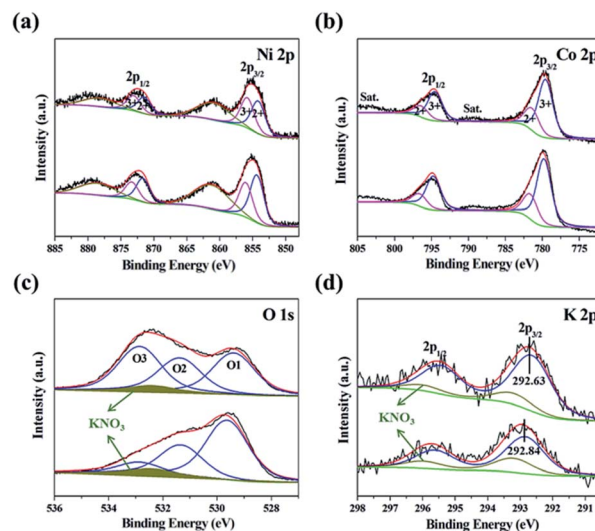 (a)
Ni 2p
2p1/2
2p3/2
3+
2+
3+
2+
Intensity (a.u.)
885 880 875 870 865 860 855 850
Binding Energy (eV)
(b)
Co 2p
2p3/2
2p1/2
Sat.
Sat.
2+
3+
2+
3+
Intensity (a.u.)
805 800 795 790 785 780 775
Binding Energy (eV)
(c)
O 1s
O3
O2
O1
KNO3
Intensity (a.u.)
536 534 532 530 528
Binding Energy (eV)
(d)
K 2p
2p3/2
2p1/2
292.63
KNO3
292.84
Intensity (a.u.)
298 297 296 295 294 293 292 291
Binding Energy (eV)